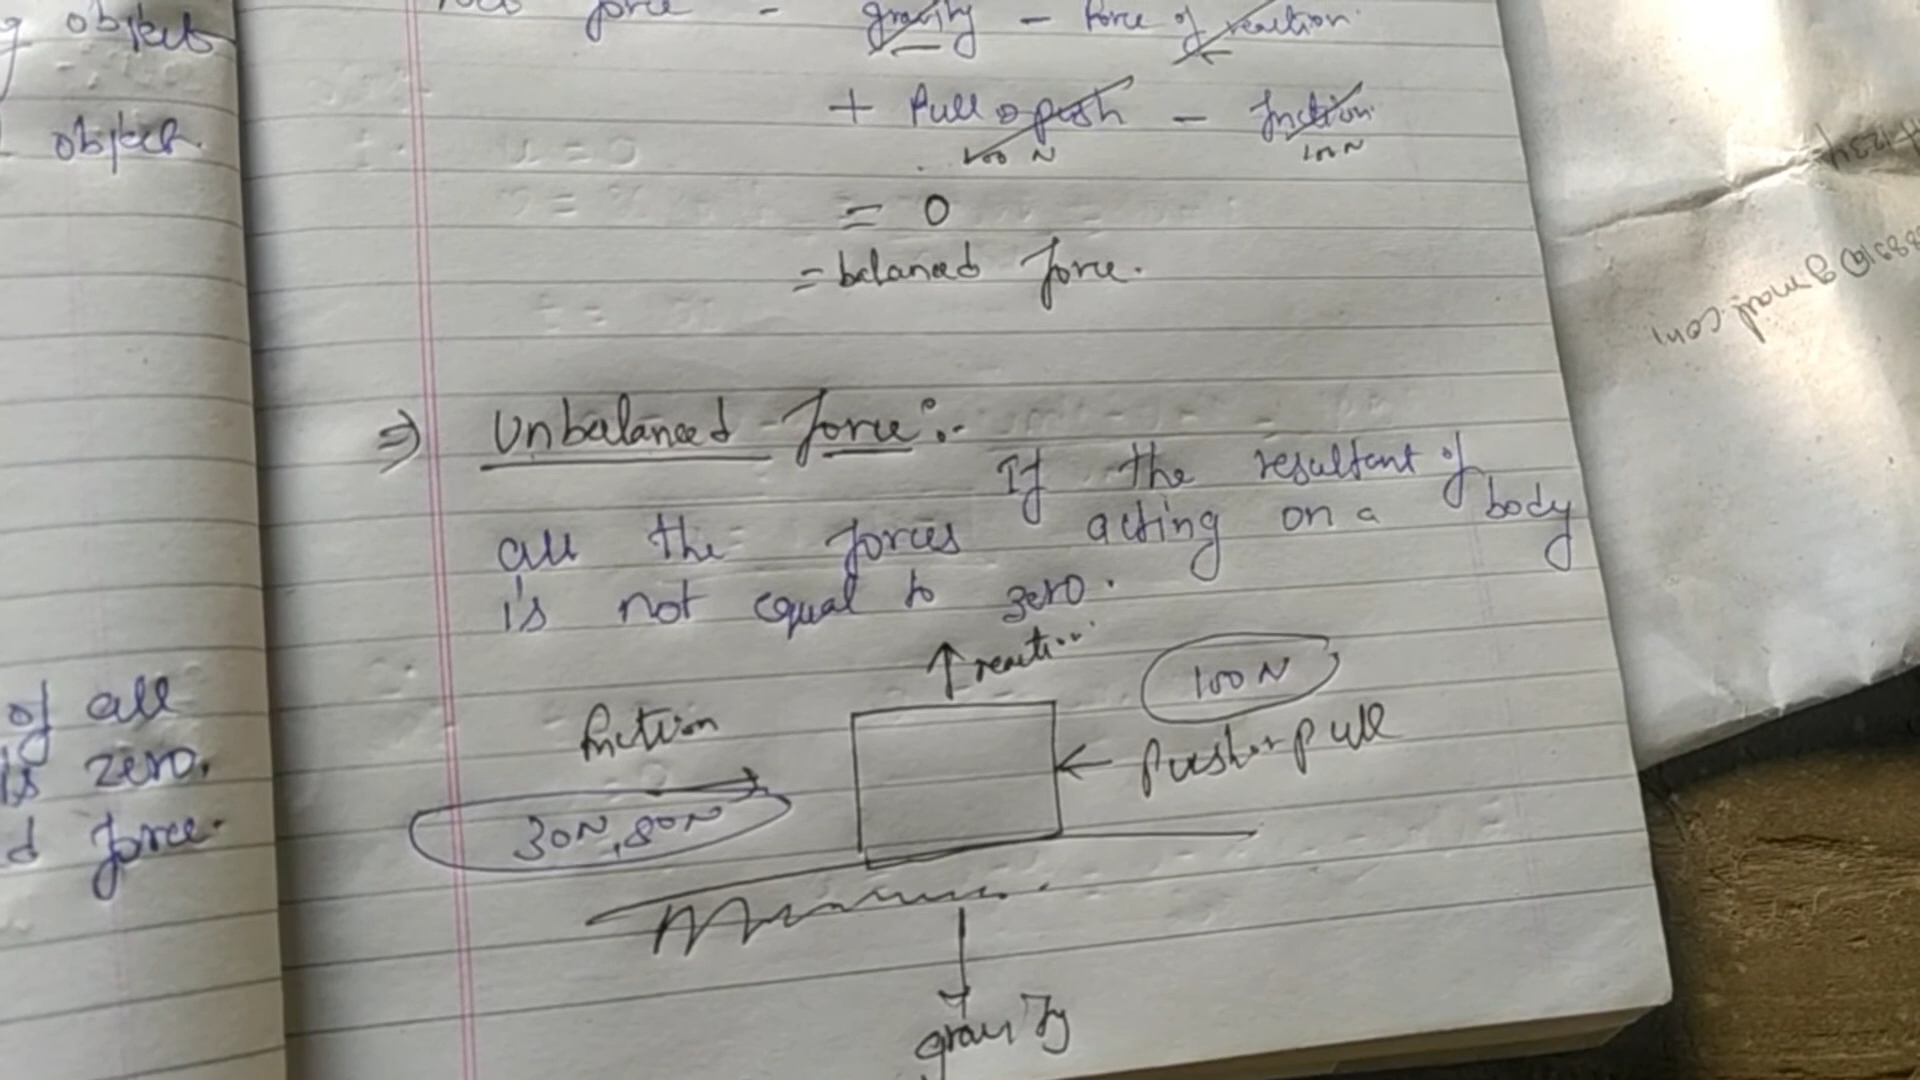 g object
object.
of all
is zero.
d force.
force - gravity - force of reaction
+ Pull or push - friction.
100 N 100 N
= 0
= balanced force.
⇒ Unbalanced force:-
If the resultant of
all the forces acting on a body
is not equal to zero.
reaction
100 N
friction
push or pull
30N, 80N
gravity
@gmail.com